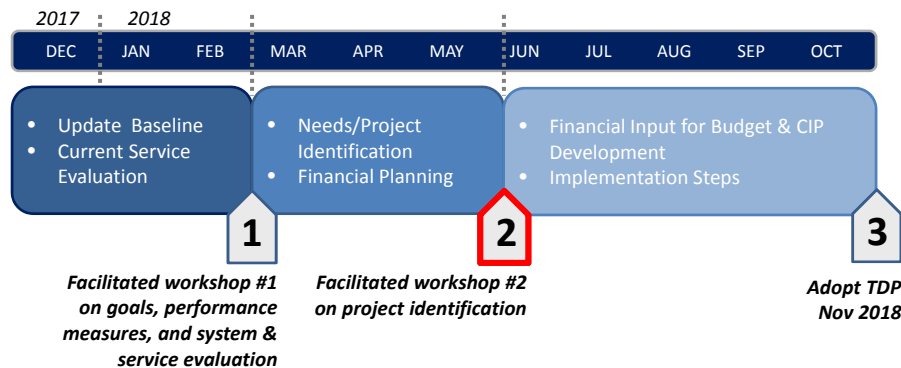 2017 2018
DEC JAN FEB MAR APR MAY JUN JUL AUG SEP OCT
• Update Baseline
• Current Service
Evaluation
• Needs/Project
Identification
• Financial Planning
• Financial Input for Budget & CIP
Development
• Implementation Steps
1
2
3
Facilitated workshop #1
on goals, performance
measures, and system &
service evaluation
Facilitated workshop #2
on project identification
Adopt TDP
Nov 2018